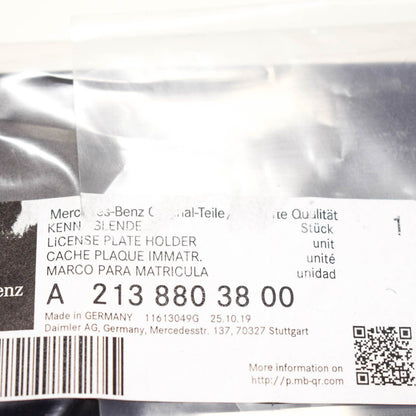 Mercedes-Benz Original-Teile/ Qualität
Stück 1
LICENSE PLATE HOLDER unit
CACHE PLAQUE IMMATR. unité
MARCO PARA MATRICULA unidad
enz
A 213 880 38 00
Made in GERMANY 11613049G 25.10.19
Daimler AG, Germany, Mercedesstr. 137, 70327 Stuttgart
More information on
http://p.mb-qr.com/